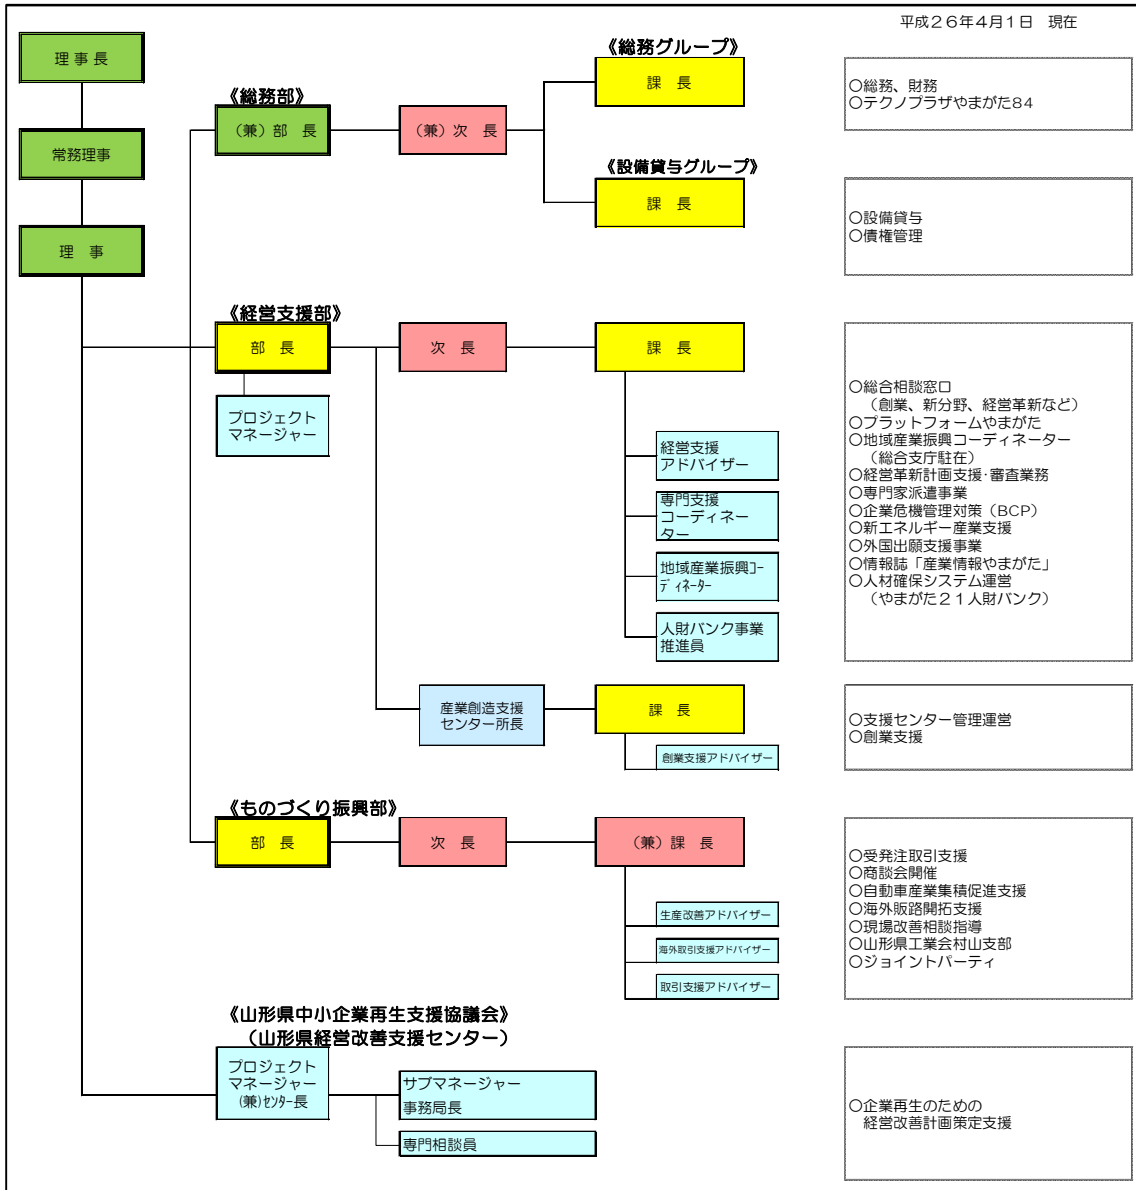 平成２６年４月１日　現在
理 事 長
常務理事
理　事
《総務部》
（兼）部　長
（兼）次　長
《総務グループ》
課　長
○総務、財務
○テクノプラザやまがた84
《設備貸与グループ》
課　長
○設備貸与
○債権管理
《経営支援部》
部　長
次　長
課　長
プロジェクト
マネージャー
経営支援
アドバイザー
専門支援
コーディネー
ター
地域産業振興ｺｰ
ﾃﾞｨﾈｰﾀｰ
人財バンク事業
推進員
○総合相談窓口
（創業、新分野、経営革新など）
○プラットフォームやまがた
○地域産業振興コーディネーター
（総合支庁駐在）
○経営革新計画支援･審査業務
○専門家派遣事業
○企業危機管理対策（BCP）
○新エネルギー産業支援
○外国出願支援事業
○情報誌「産業情報やまがた」
○人材確保システム運営
（やまがた２１人財バンク）
産業創造支援
センター所長
課　長
創業支援アドバイザー
○支援センター管理運営
○創業支援
《ものづくり振興部》
部　長
次　長
（兼）課　長
生産改善アドバイザー
海外取引支援アドバイザー
取引支援アドバイザー
○受発注取引支援
○商談会開催
○自動車産業集積促進支援
○海外販路開拓支援
○現場改善相談指導
○山形県工業会村山支部
○ジョイントパーティ
《山形県中小企業再生支援協議会》
（山形県経営改善支援センター）
プロジェクト
マネージャー
(兼)ｾﾝﾀｰ長
サブマネージャー
事務局長
専門相談員
○企業再生のための
経営改善計画策定支援